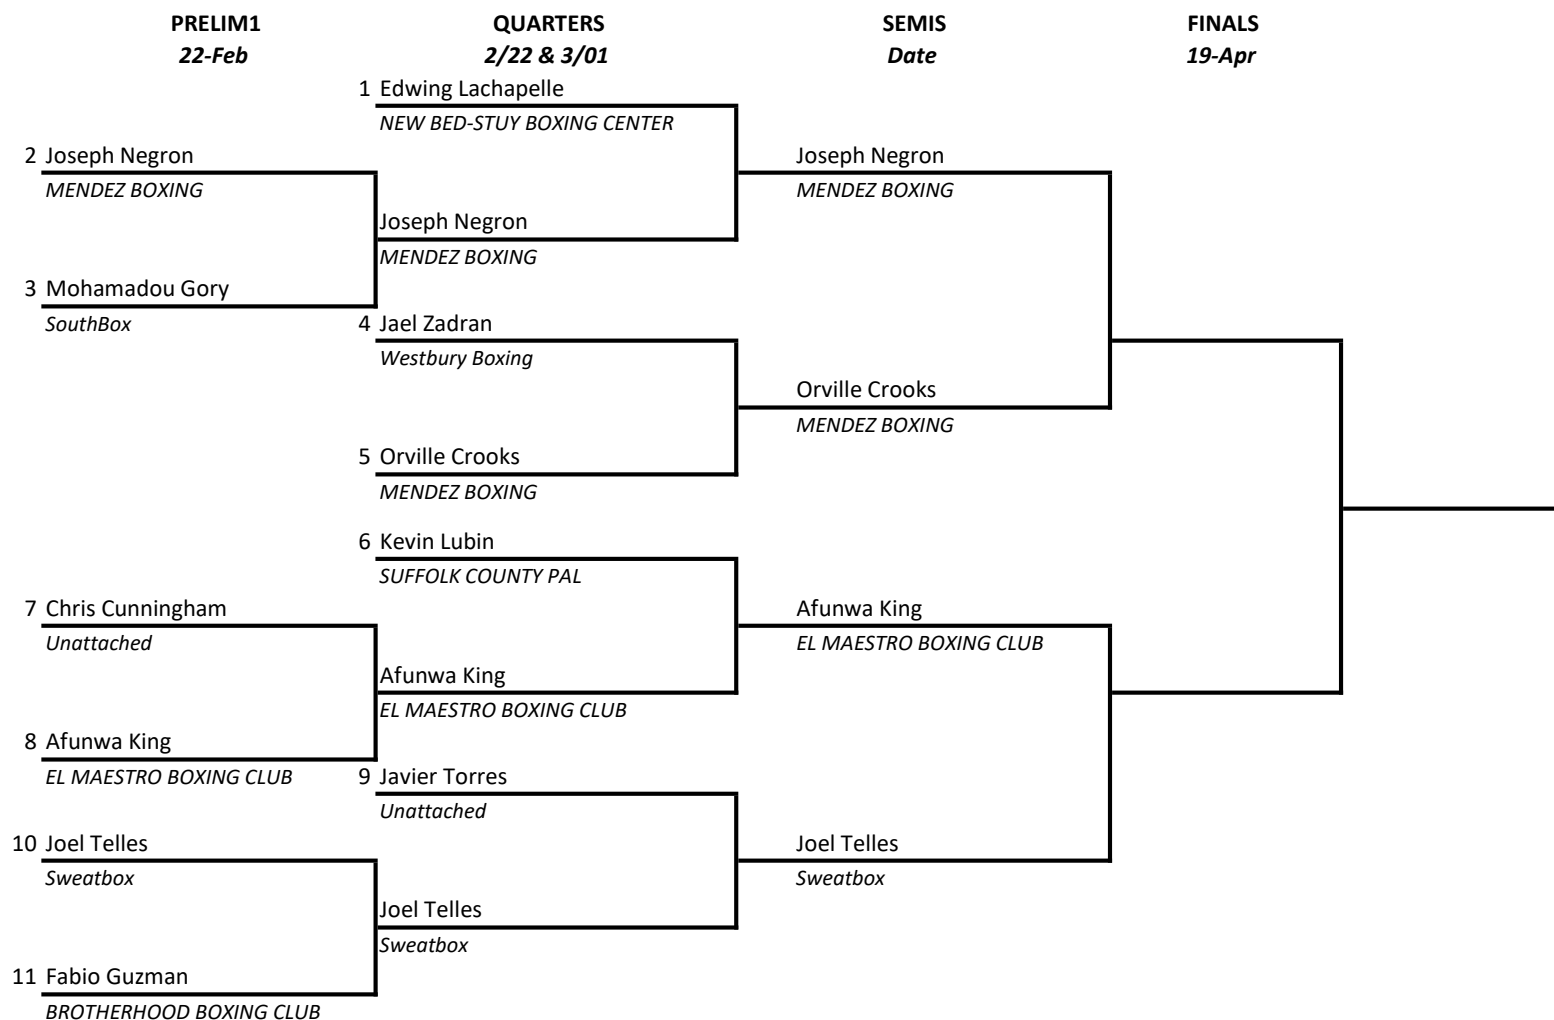 PRELIM1 QUARTERS SEMIS FINALS
22-Feb 2/22 & 3/01 Date 19-Apr
1 Edwing Lachapelle
NEW BED-STUY BOXING CENTER
2 Joseph Negron Joseph Negron
MENDEZ BOXING MENDEZ BOXING
Joseph Negron
MENDEZ BOXING
3 Mohamadou Gory
SouthBox 4 Jael Zadran
Westbury Boxing
Orville Crooks
MENDEZ BOXING
5 Orville Crooks
MENDEZ BOXING
6 Kevin Lubin
SUFFOLK COUNTY PAL
7 Chris Cunningham Afunwa King
Unattached EL MAESTRO BOXING CLUB
Afunwa King
EL MAESTRO BOXING CLUB
8 Afunwa King
EL MAESTRO BOXING CLUB 9 Javier Torres
Unattached
10 Joel Telles Joel Telles
Sweatbox Sweatbox
Joel Telles
Sweatbox
11 Fabio Guzman
BROTHERHOOD BOXING CLUB